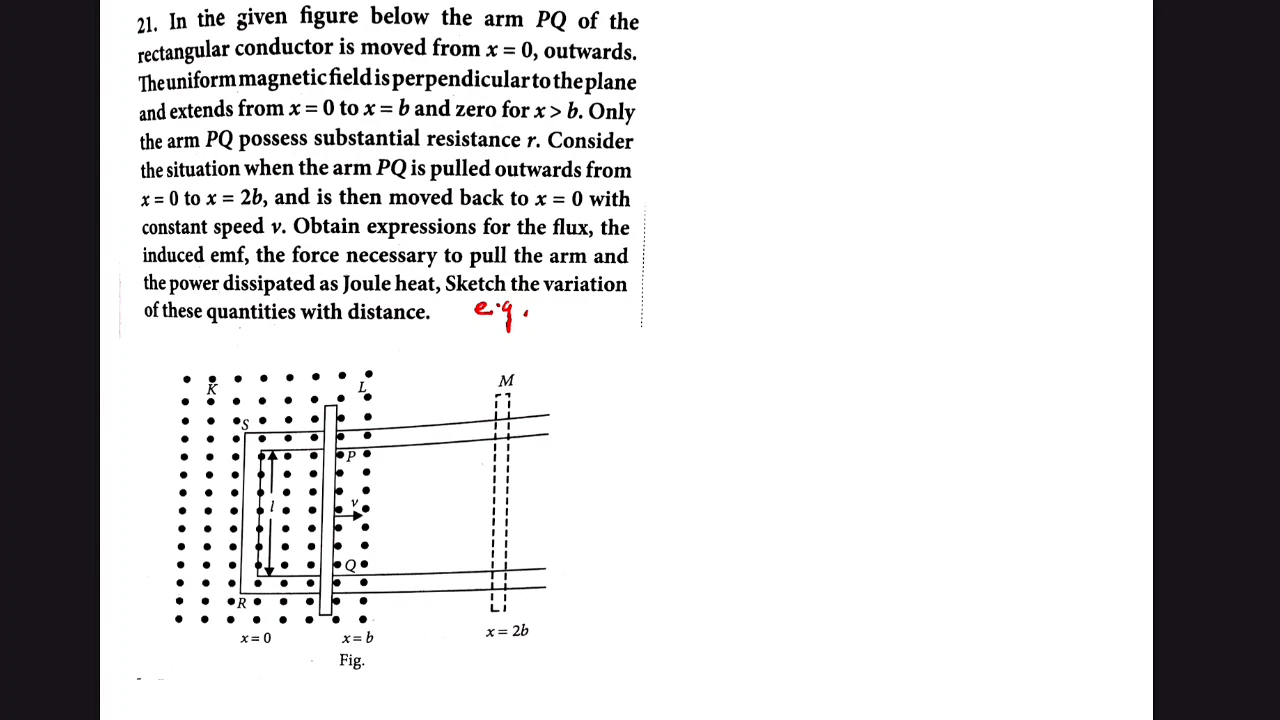 21. In the given figure below the arm PQ of the
rectangular conductor is moved from x = 0, outwards.
The uniform magnetic field is perpendicular to the plane
and extends from x = 0 to x = b and zero for x > b. Only
the arm PQ possess substantial resistance r. Consider
the situation when the arm PQ is pulled outwards from
x = 0 to x = 2b, and is then moved back to x = 0 with
constant speed v. Obtain expressions for the flux, the
induced emf, the force necessary to pull the arm and
the power dissipated as Joule heat, Sketch the variation
of these quantities with distance. e.g.
K L M
S
P
l v
Q
R
x = 0 x = b x = 2b
Fig.